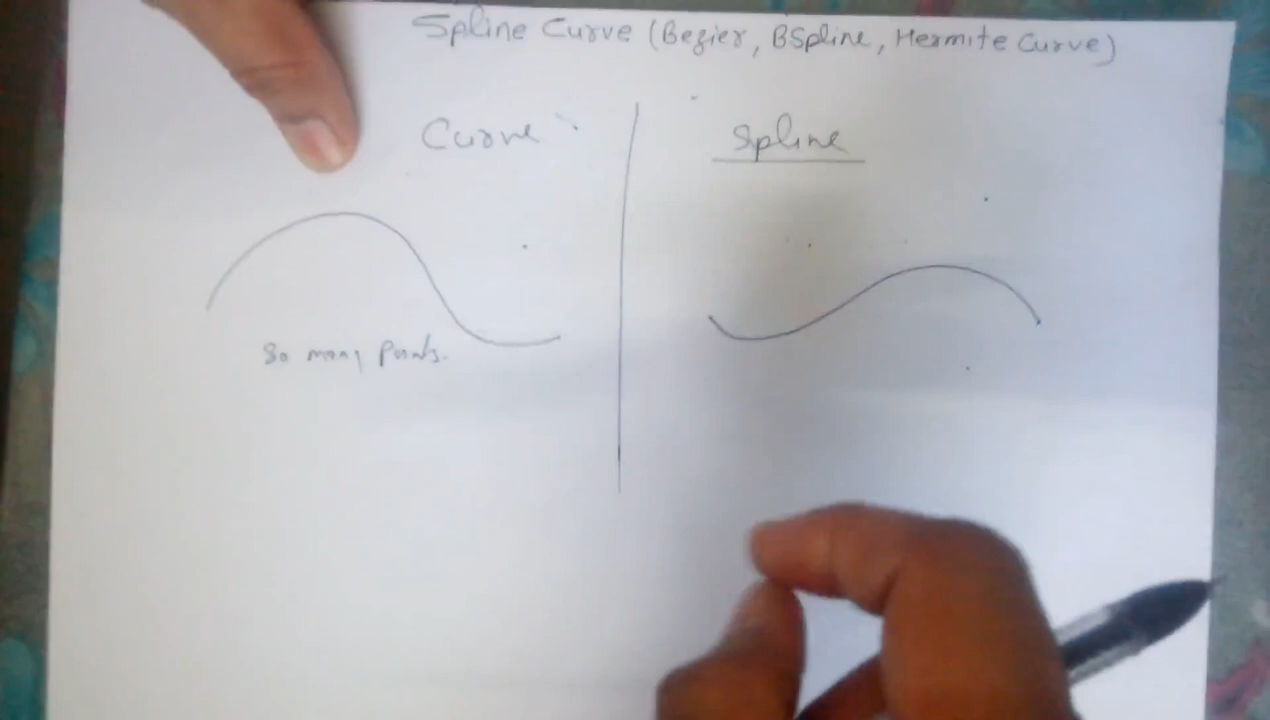 Spline Curve (Bezier, BSpline, Hermite Curve)
Curve
Spline
So many Points.